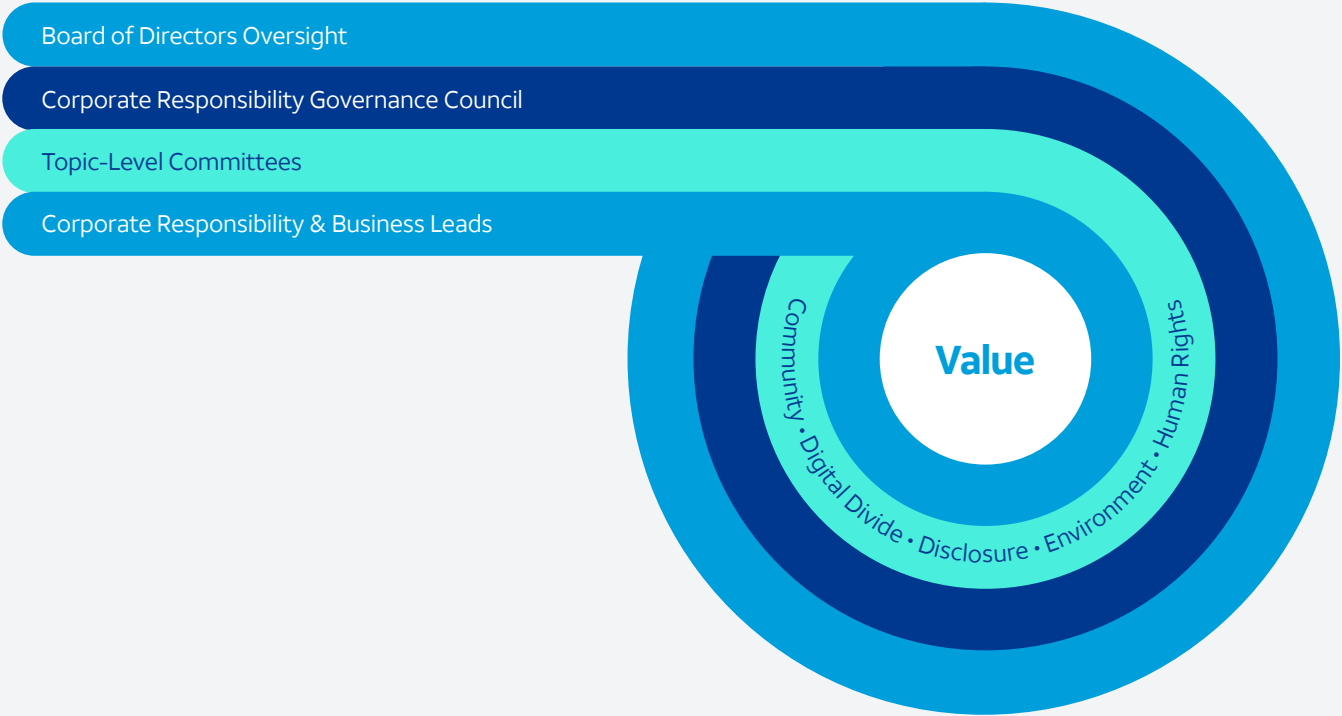 Board of Directors Oversight
Corporate Responsibility Governance Council
Topic-Level Committees
Corporate Responsibility & Business Leads
Value
Community • Digital Divide • Disclosure • Environment • Human Rights